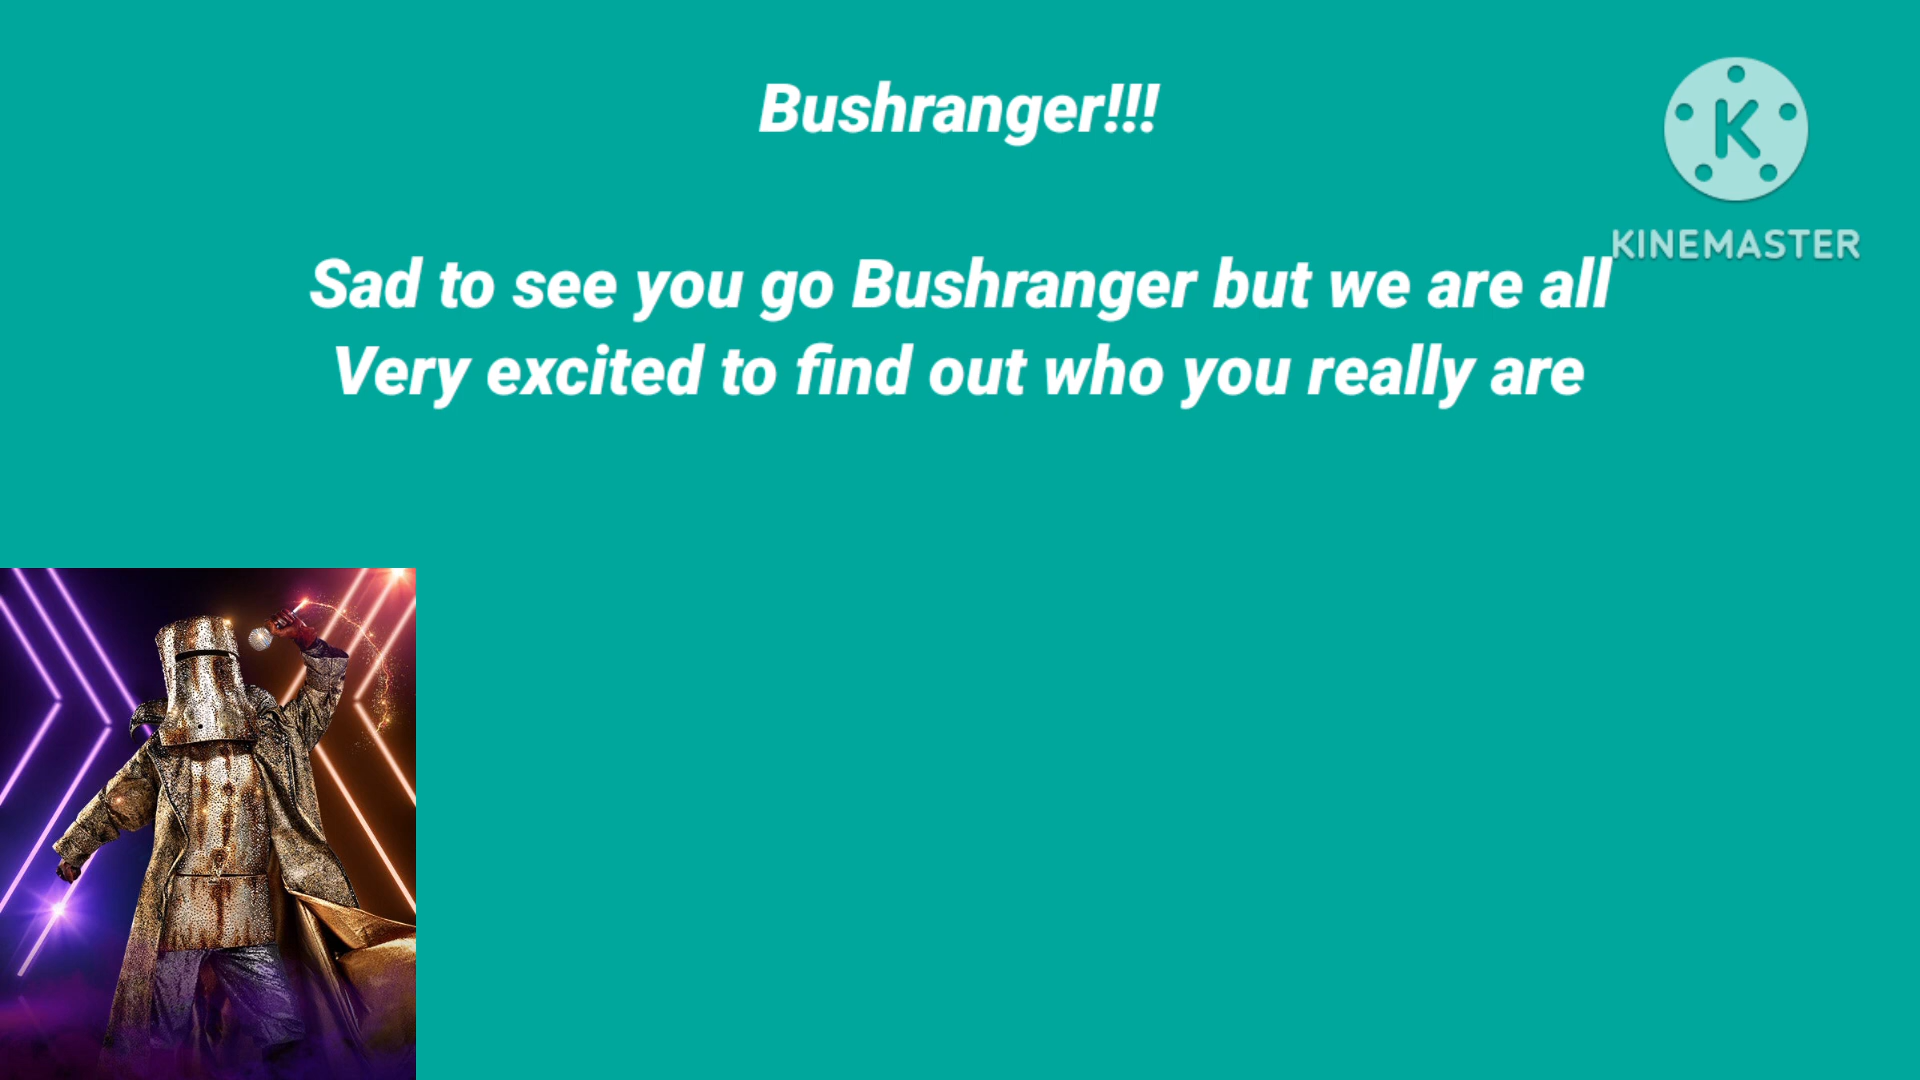 Bushranger!!!
K
KINEMASTER
Sad to see you go Bushranger but we are all
Very excited to find out who you really are